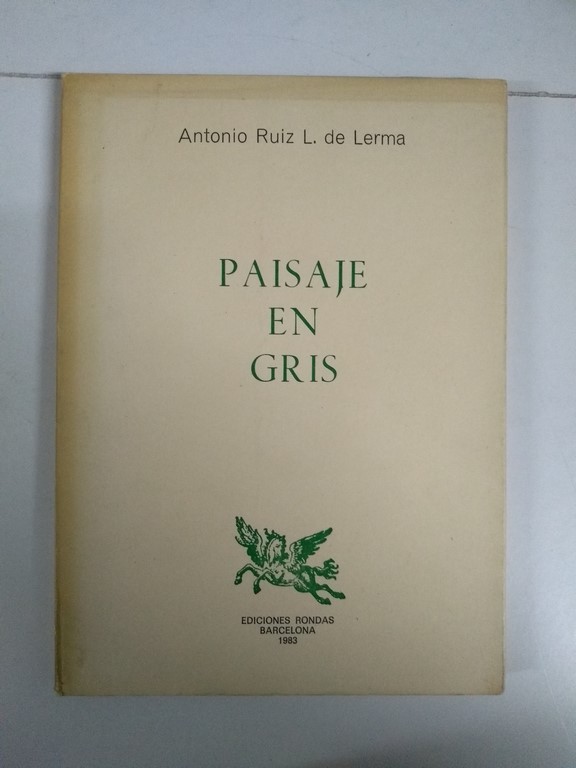 Antonio Ruiz L. de Lerma
PAISAJE
EN
GRIS
EDICIONES RONDAS
BARCELONA
1983